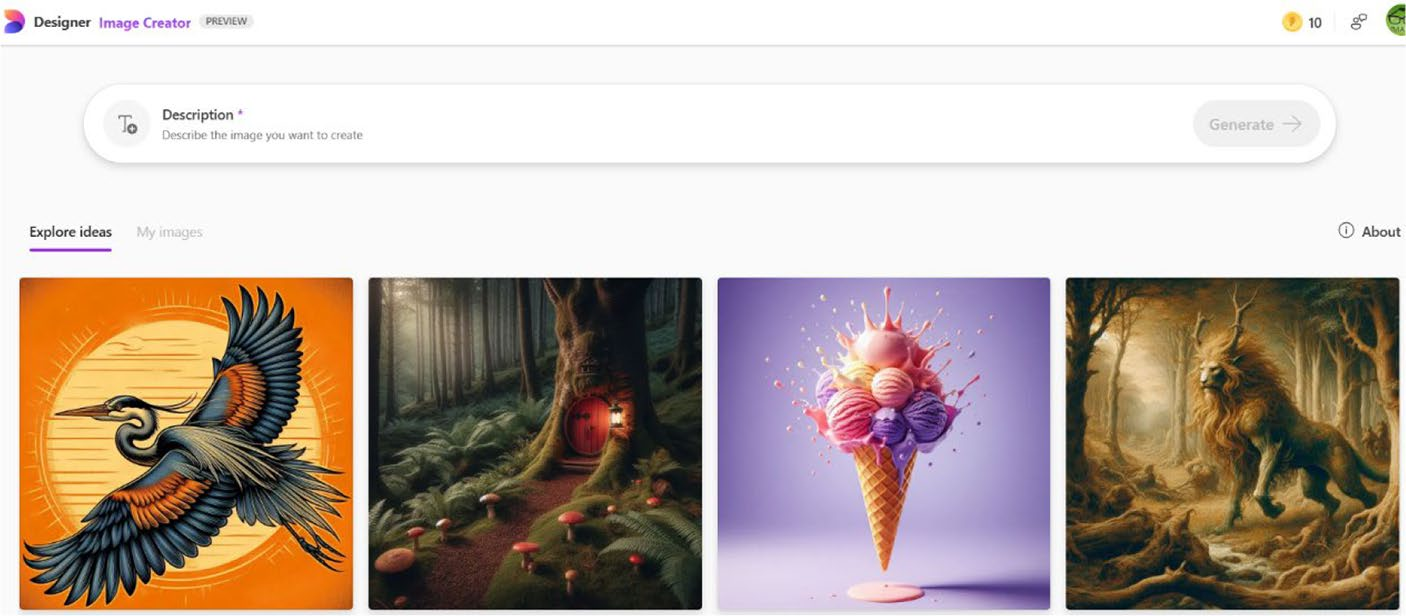 Designer Image Creator PREVIEW
10
Description *
Describe the image you want to create
Generate
Explore ideas My images
About